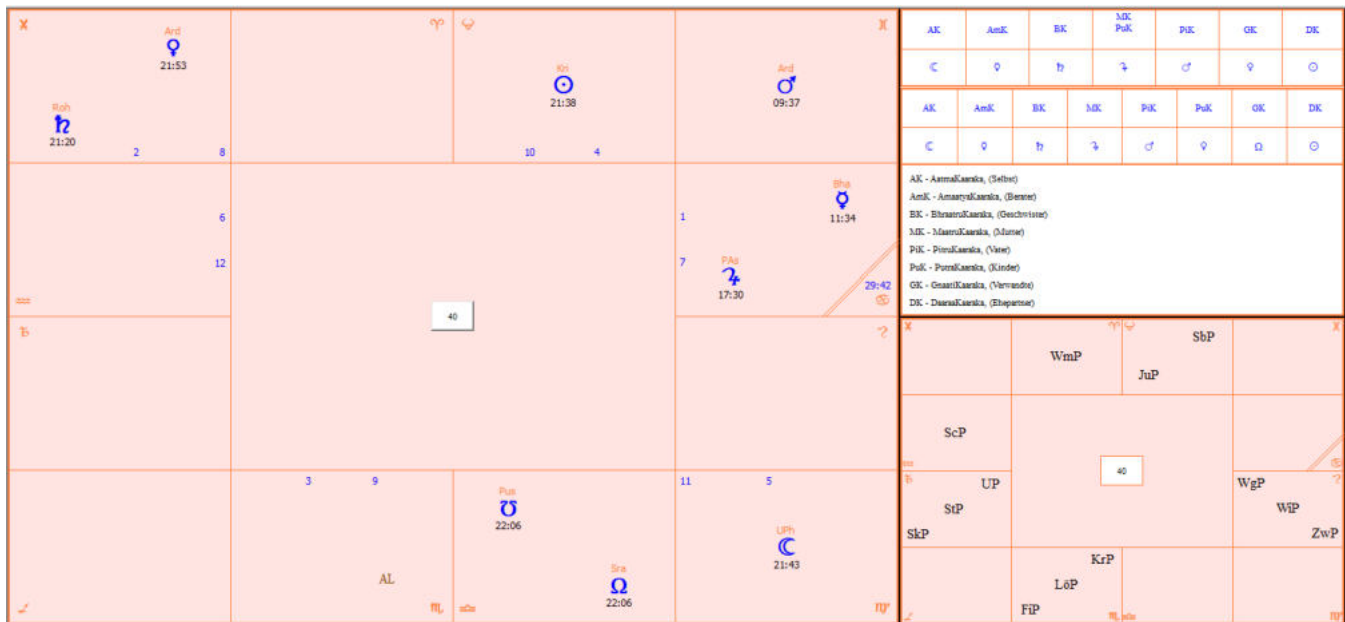 Ard
21:53
Roh
21:20
2
8
Kri
21:38
10
4
Ard
09:37
6
12
1
7
Bha
11:34
PAs
17:30
29:42
40
3
9
AL
Pus
22:06
Sra
22:06
11
5
UPh
21:43
AK AmK BK MK PuK PiK GK DK
AK AmK BK MK PiK PuK GK DK
AK - AatmaKaaraka, (Selbst)
AmK - AmaatyaKaaraka, (Berater)
BK - BhraatruKaaraka, (Geschwister)
MK - MaatruKaaraka, (Mutter)
PiK - PitruKaaraka, (Vater)
PuK - PutraKaaraka, (Kinder)
GK - GnaatiKaaraka, (Verwandte)
DK - DaaraKaaraka, (Ehepartner)
WmP
SbP
JuP
ScP
40
UP
StP
SkP
WgP
WiP
ZwP
KrP
LöP
FiP